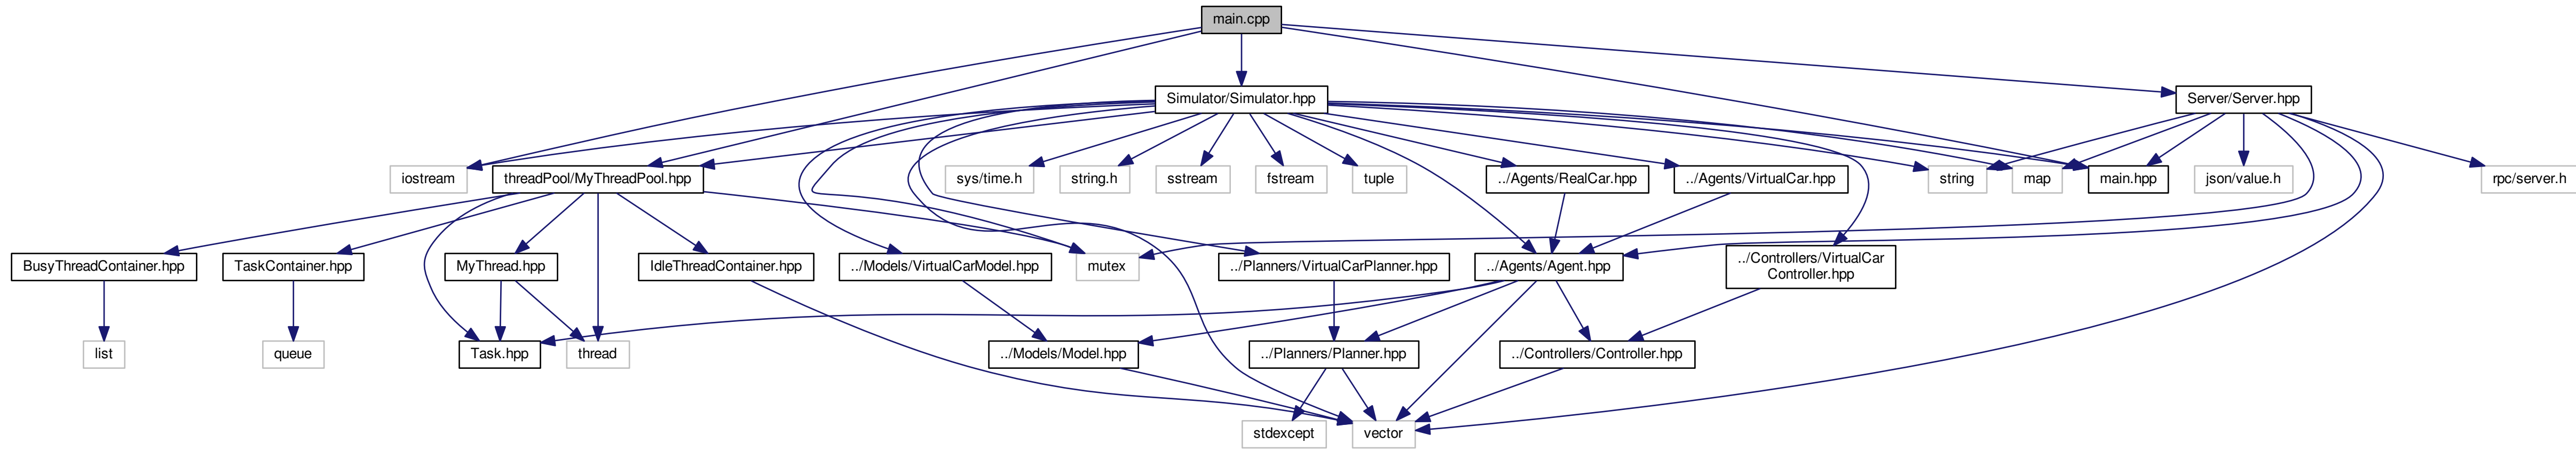 main.cpp
Simulator/Simulator.hpp
Server/Server.hpp
iostream
threadPool/MyThreadPool.hpp
sys/time.h
string.h
sstream
fstream
tuple
../Agents/RealCar.hpp
../Agents/VirtualCar.hpp
string
map
main.hpp
json/value.h
rpc/server.h
BusyThreadContainer.hpp
TaskContainer.hpp
MyThread.hpp
IdleThreadContainer.hpp
../Models/VirtualCarModel.hpp
mutex
../Planners/VirtualCarPlanner.hpp
../Agents/Agent.hpp
../Controllers/VirtualCar
Controller.hpp
list
queue
Task.hpp
thread
../Models/Model.hpp
../Planners/Planner.hpp
../Controllers/Controller.hpp
stdexcept
vector